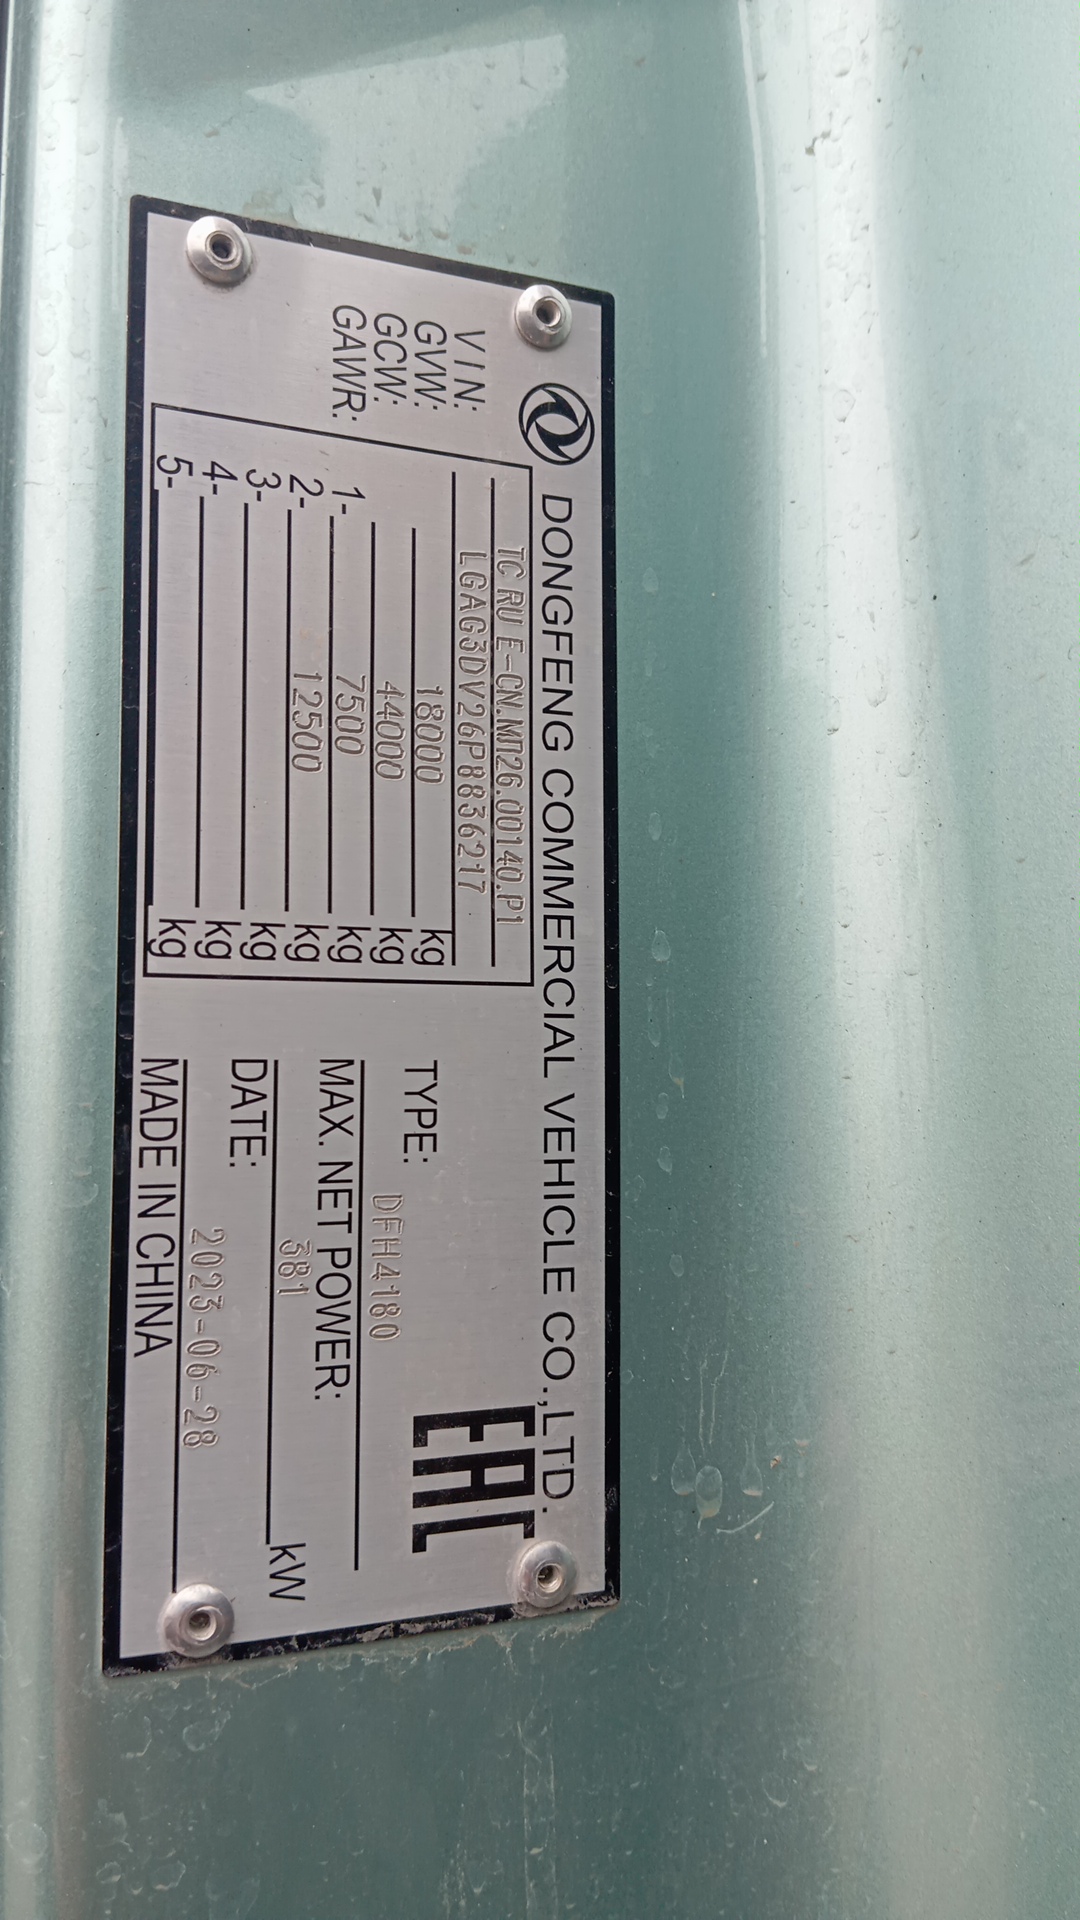 DONGFENG COMMERCIAL VEHICLE CO.,LTD.
TC RU E-CN.МП26.00140.P1
VIN: LGAG3DV26P8836217
GVW: 18000 kg
GCW: 44000 kg
GAWR: 1- 7500 kg
2- 12500 kg
3- kg
4- kg
5- kg
EAC
TYPE: DFH4180
MAX. NET POWER:
381 kW
DATE: 2023-06-28
MADE IN CHINA